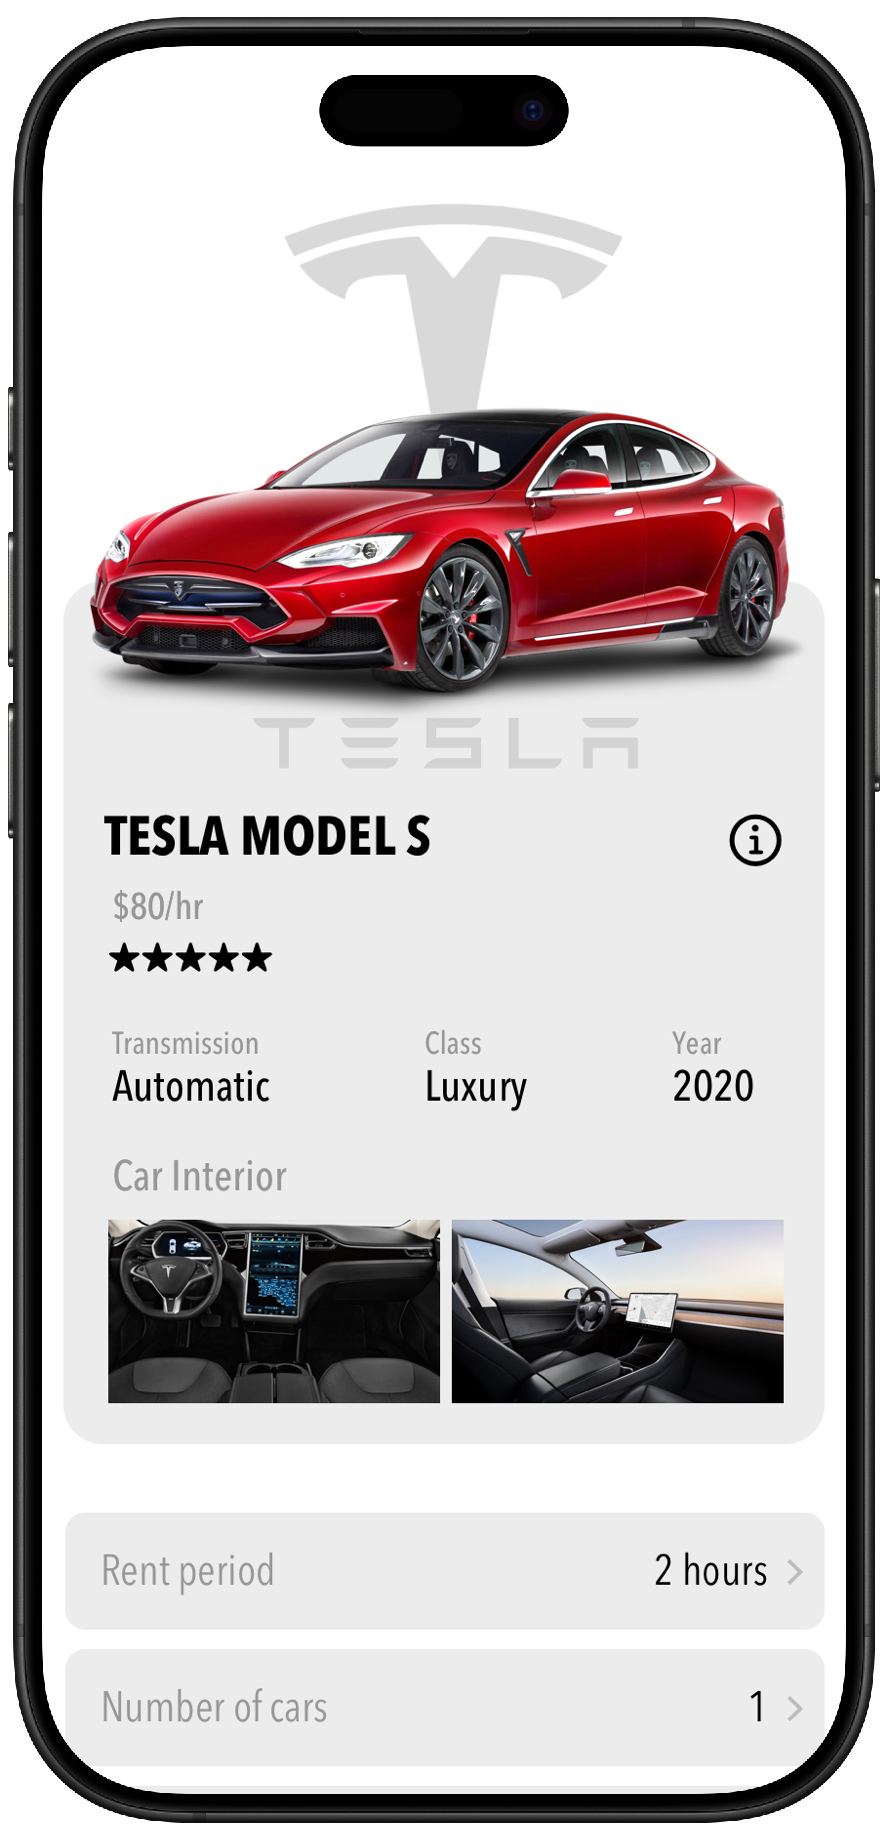 TESLA
TESLA MODEL S
$80/hr
Transmission
Class
Year
Automatic
Luxury
2020
Car Interior
Rent period
2 hours
Number of cars
1